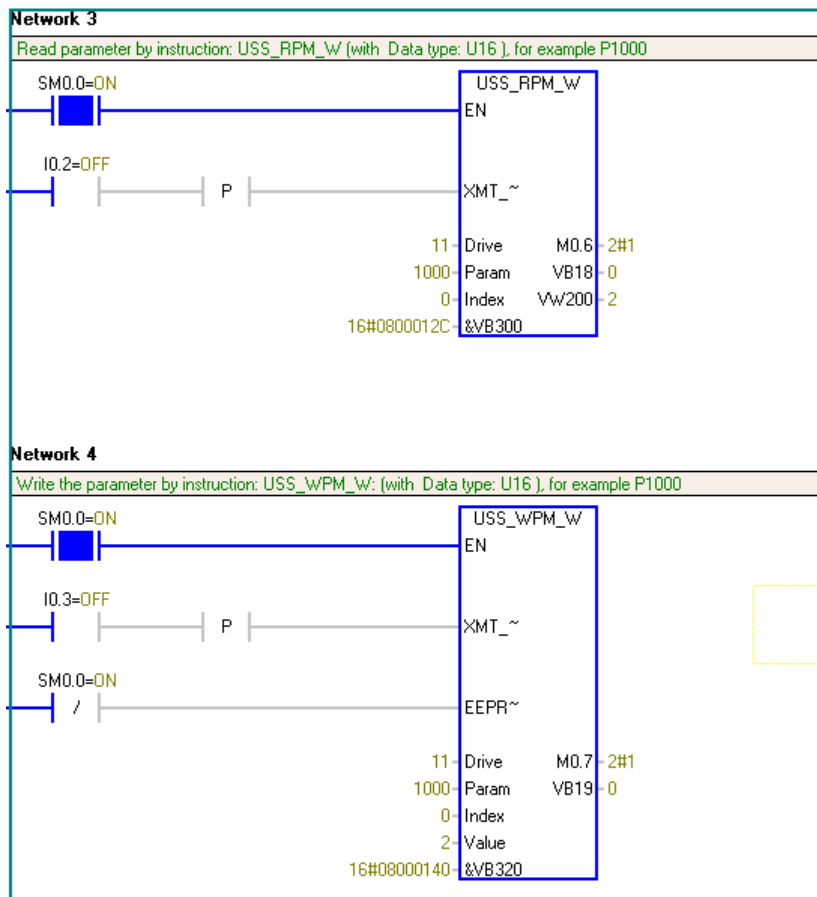 Network 3
Read parameter by instruction: USS_RPM_W (with Data type: U16 ), for example P1000
SM0.0=ON
USS_RPM_W
EN
I0.2=OFF
P
XMT_~
11 Drive M0.6 2#1
1000 Param VB18 0
0 Index VW200 2
16#0800012C &VB300
Network 4
Write the parameter by instruction: USS_WPM_W: (with Data type: U16 ), for example P1000
SM0.0=ON
USS_WPM_W
EN
I0.3=OFF
P
XMT_~
SM0.0=ON
/
EEPR~
11 Drive M0.7 2#1
1000 Param VB19 0
0 Index
2 Value
16#08000140 &VB320